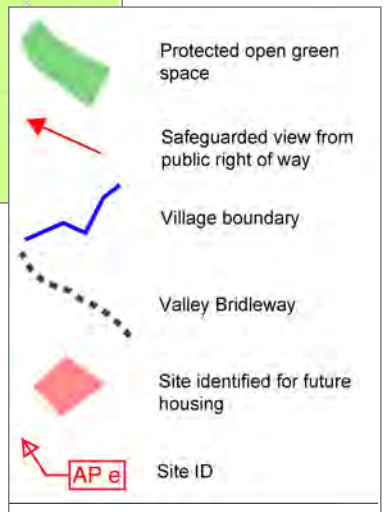 Protected open green
space
Safeguarded view from
public right of way
Village boundary
Valley Bridleway
Site identified for future
housing
AP e Site ID